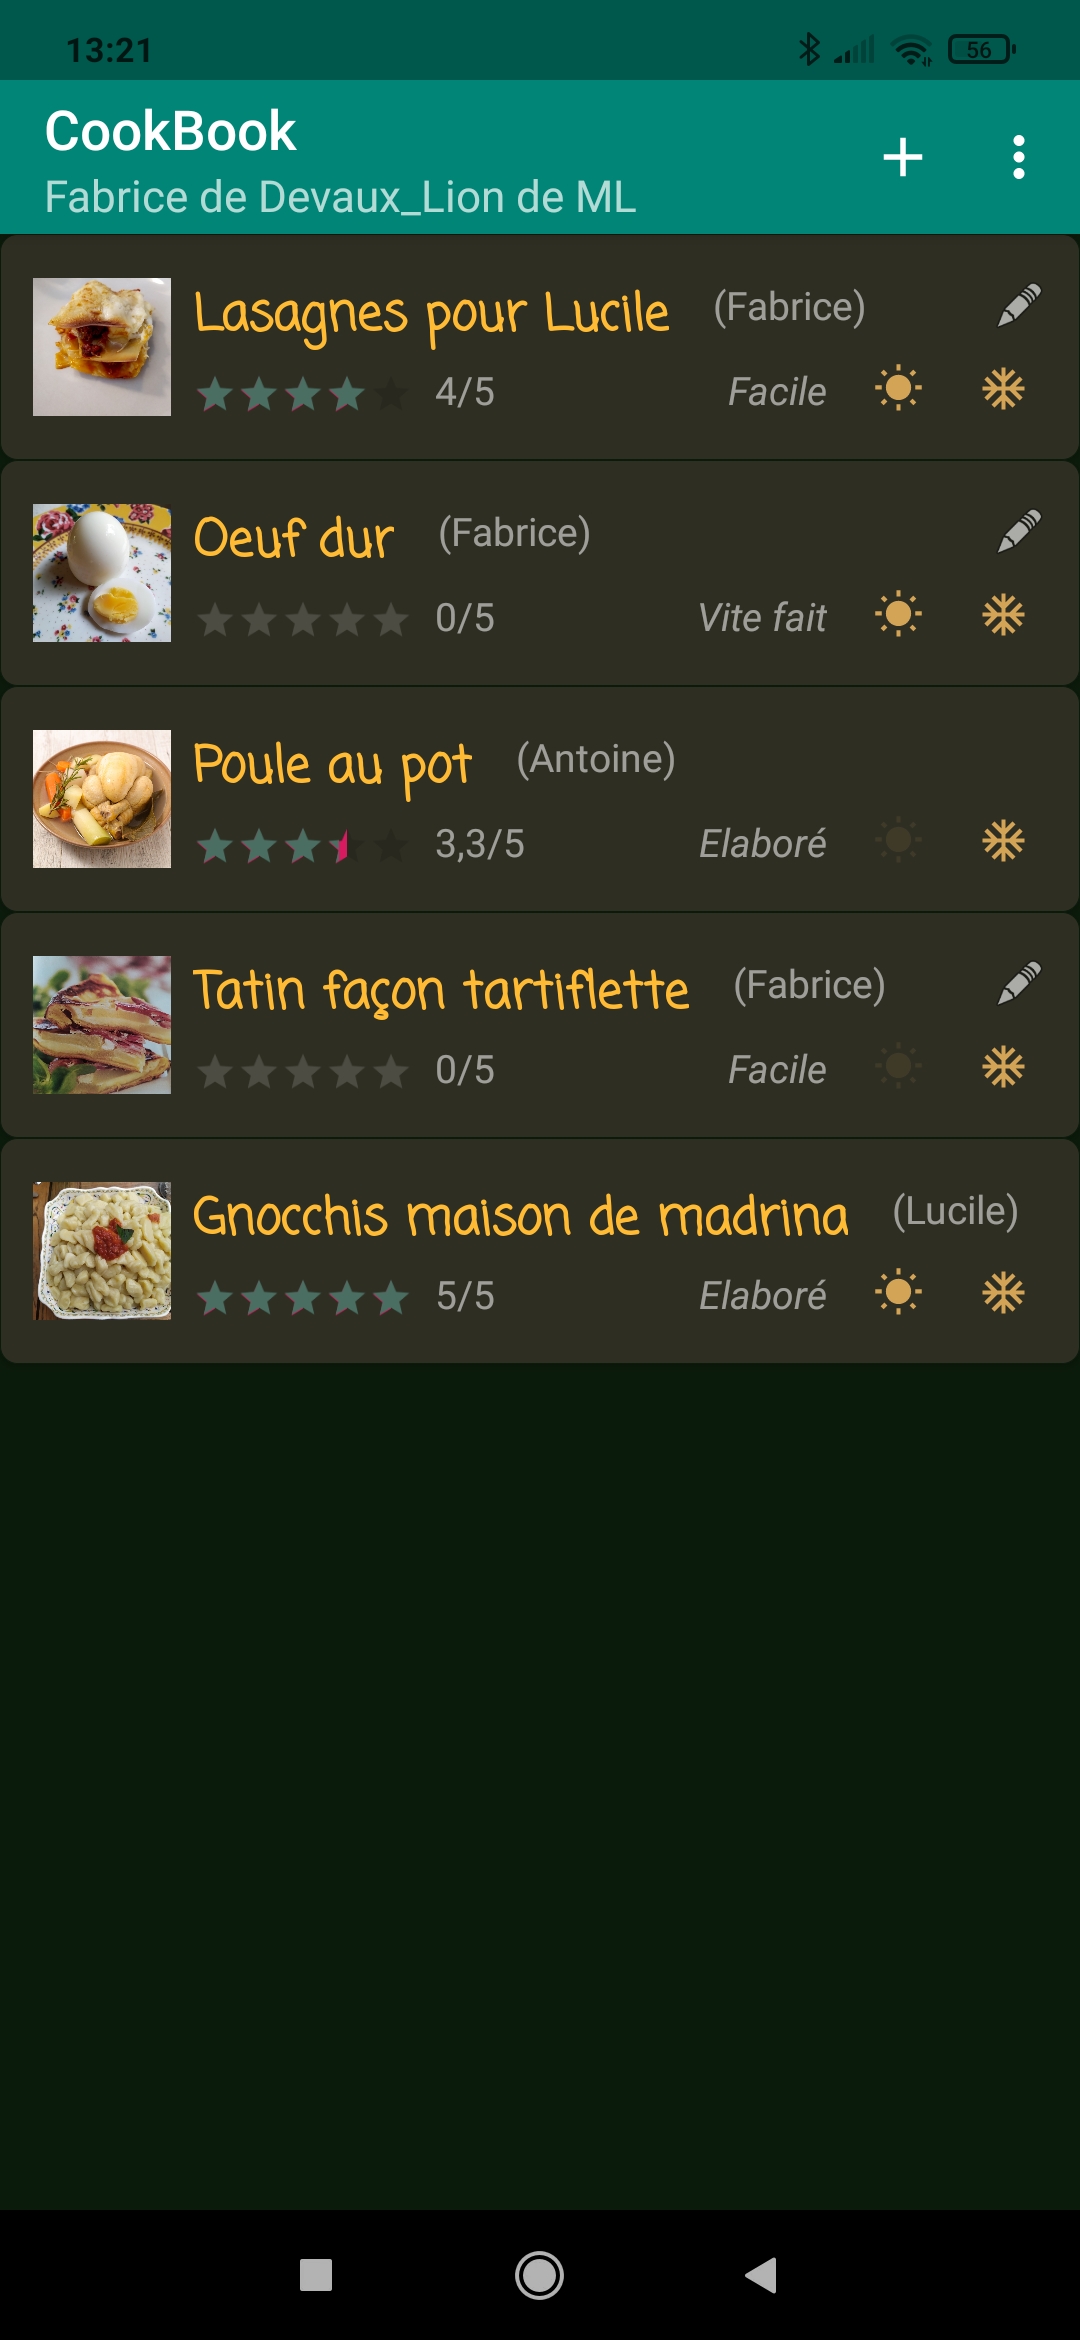 13:21
56
CookBook
Fabrice de Devaux_Lion de ML
Lasagnes pour Lucile (Fabrice)
4/5 Facile
Oeuf dur (Fabrice)
0/5 Vite fait
Poule au pot (Antoine)
3,3/5 Elaboré
Tatin façon tartiflette (Fabrice)
0/5 Facile
Gnocchis maison de madrina (Lucile)
5/5 Elaboré